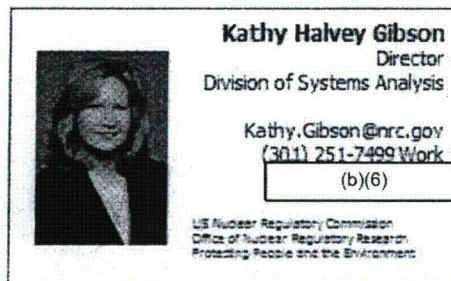 Kathy Halvey Gibson
Director
Division of Systems Analysis
Kathy.Gibson@nrc.gov
(301) 251-7499 Work
(b)(6)
US Nuclear Regulatory Commission
Office of Nuclear Regulatory Research
Protecting People and the Environment